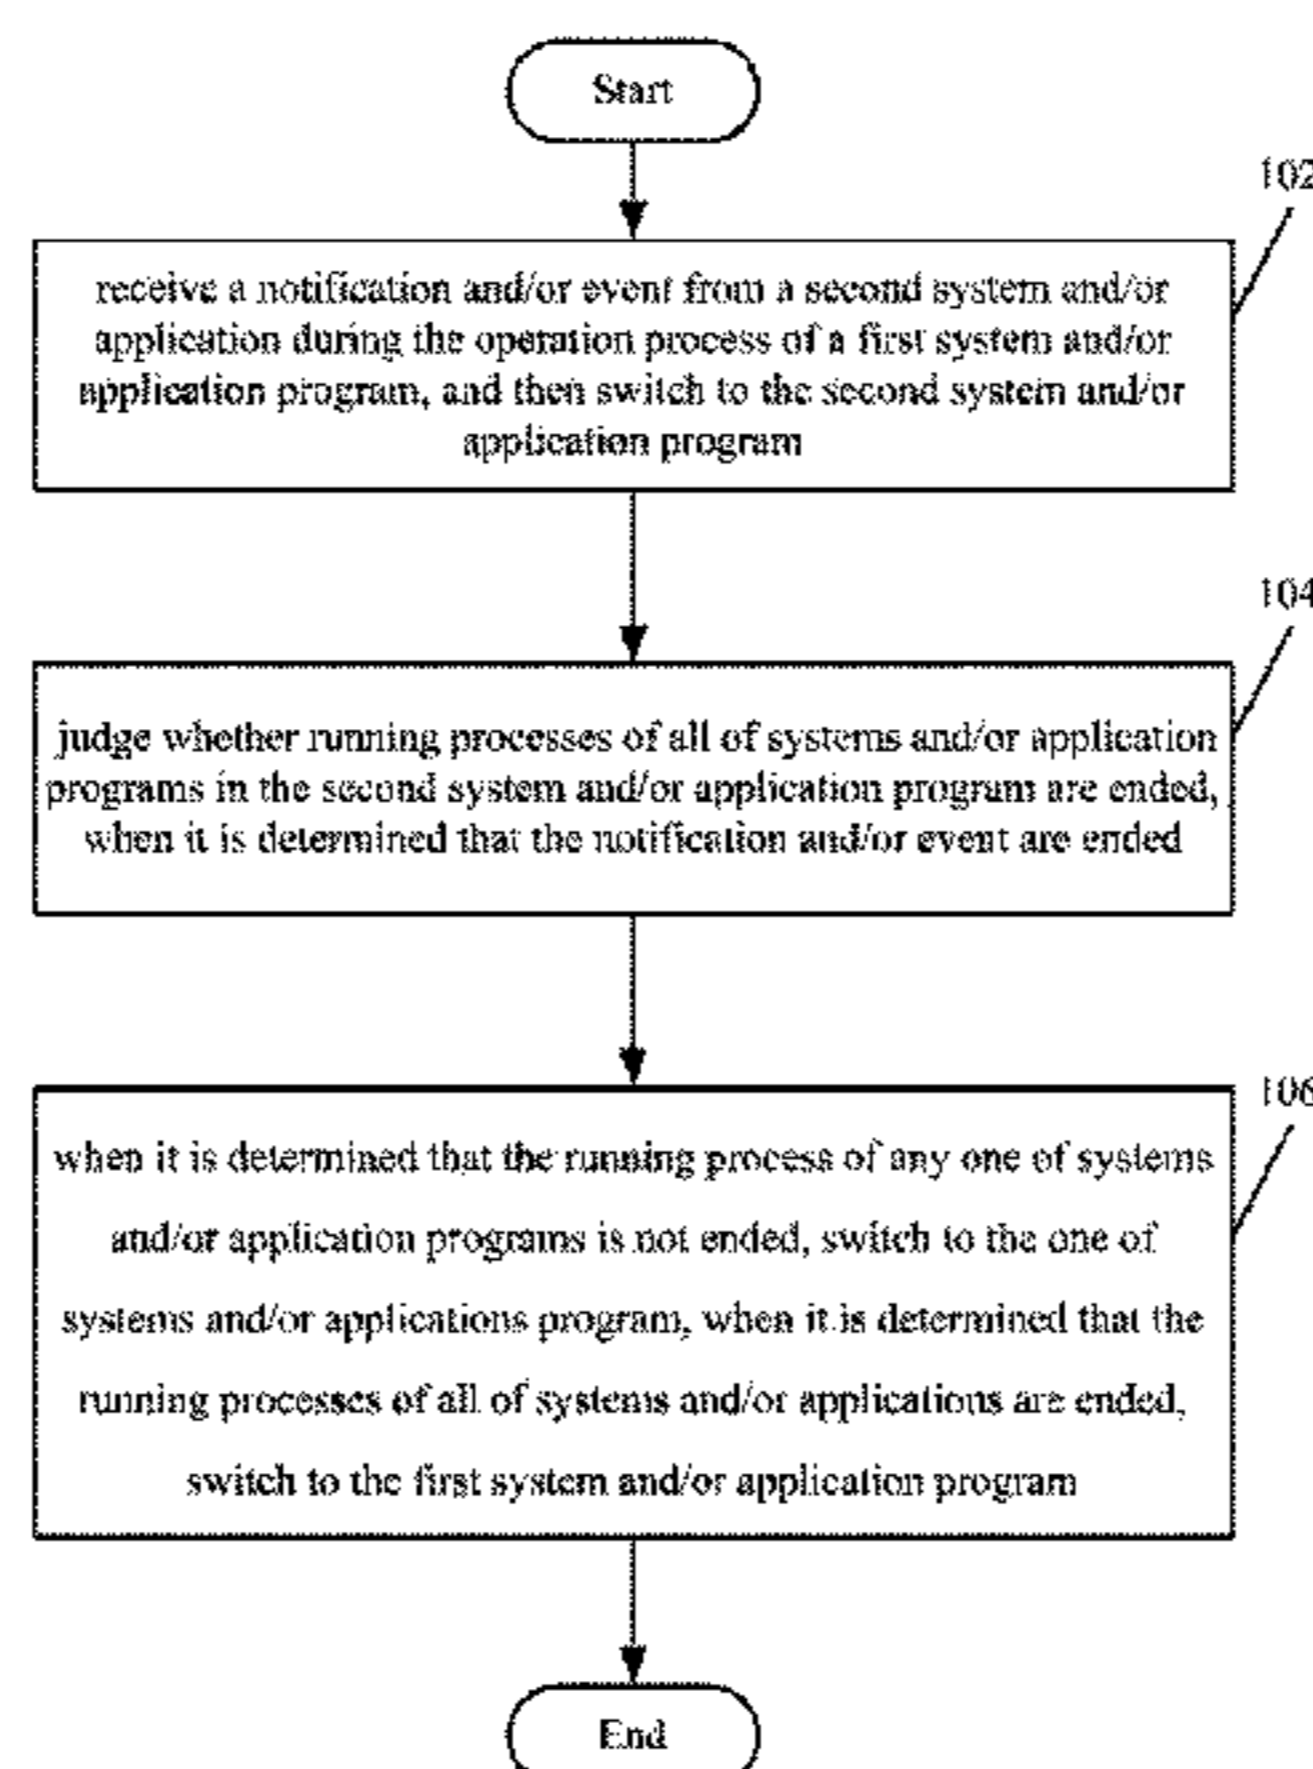 Start
102
receive a notification and/or event from a second system and/or
application during the operation process of a first system and/or
application program, and then switch to the second system and/or
application program
104
judge whether running processes of all of systems and/or application
programs in the second system and/or application program are ended,
when it is determined that the notification and/or event are ended
106
when it is determined that the running process of any one of systems
and/or application programs is not ended, switch to the one of
systems and/or applications program, when it is determined that the
running processes of all of systems and/or applications are ended,
switch to the first system and/or application program
End